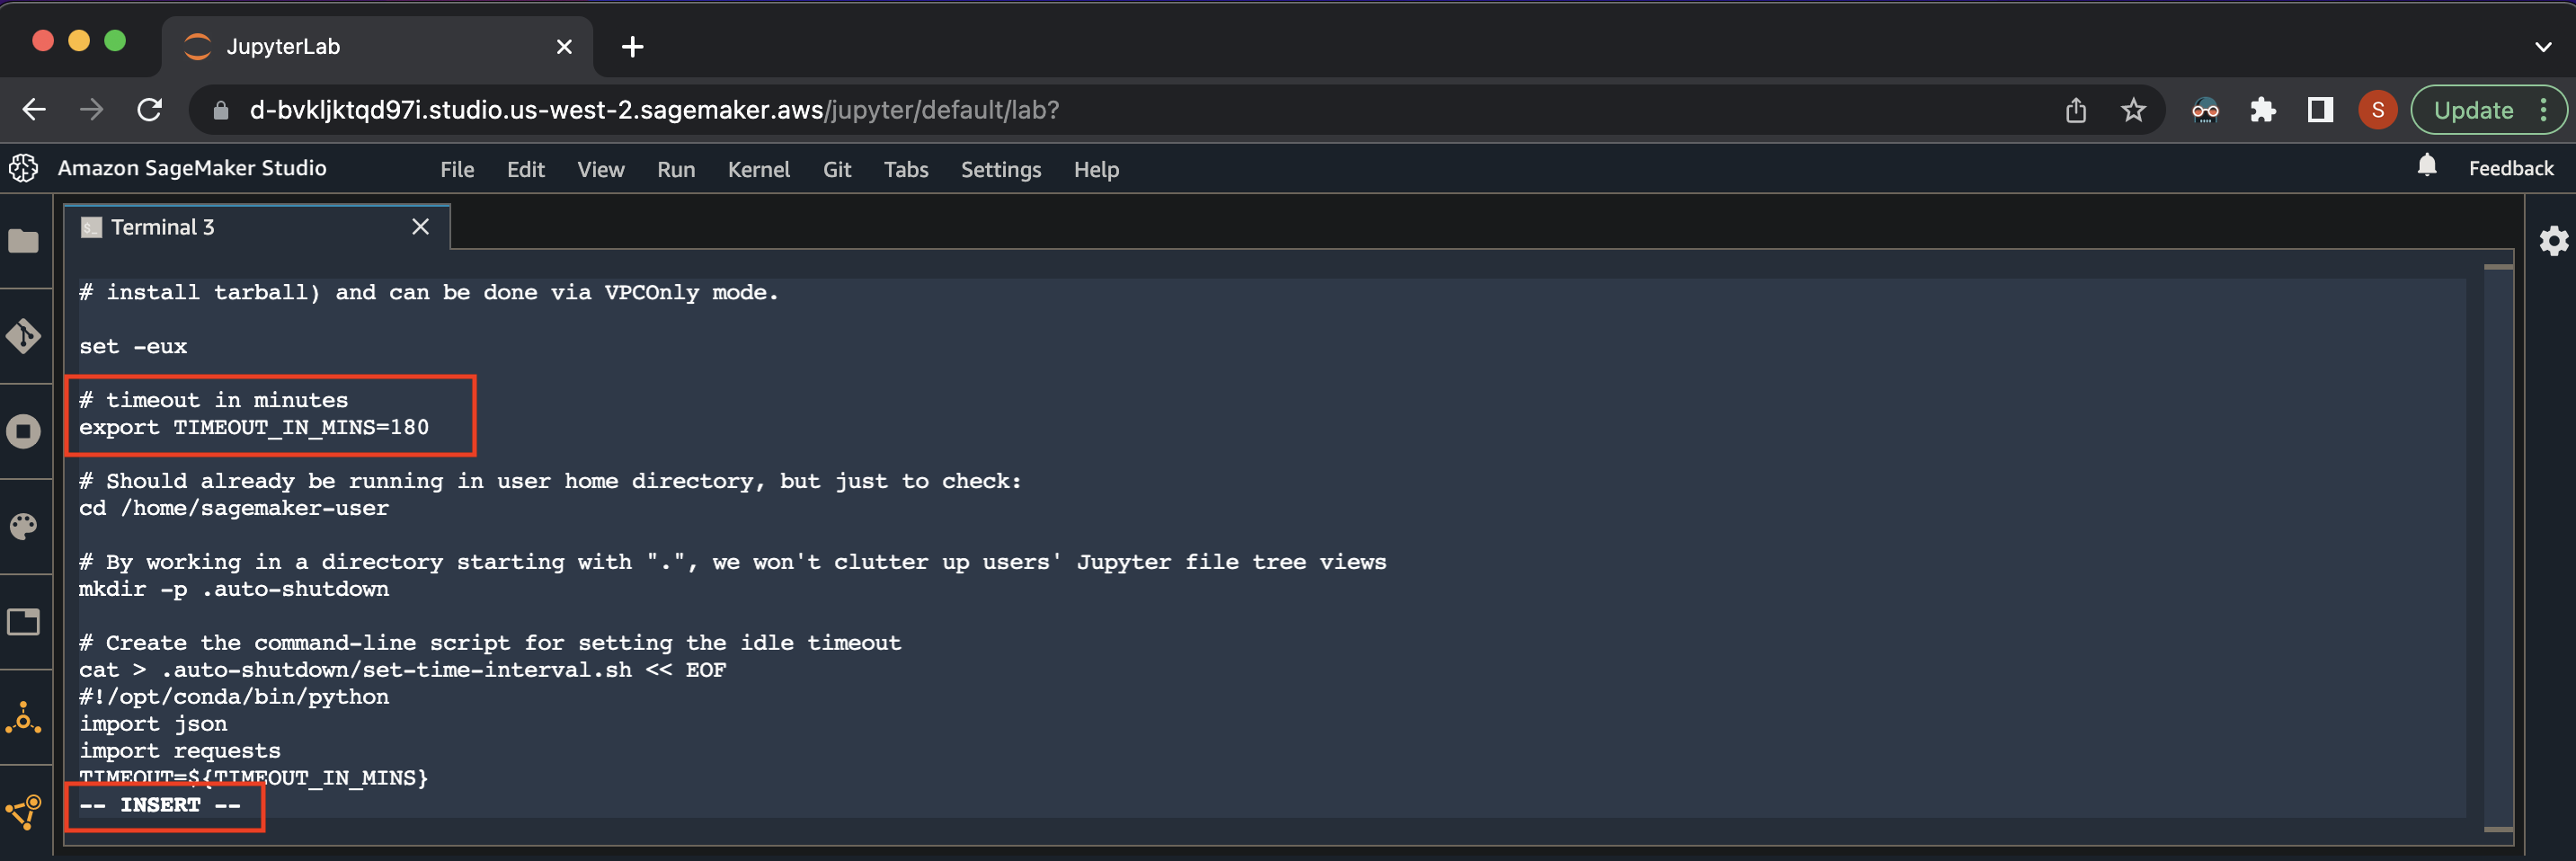 JupyterLab
d-bvkljktqd97i.studio.us-west-2.sagemaker.aws/jupyter/default/lab?
S
Update
Amazon SageMaker Studio
File Edit View Run Kernel Git Tabs Settings Help
Feedback
$_ Terminal 3
# install tarball) and can be done via VPCOnly mode.
set -eux
# timeout in minutes
export TIMEOUT_IN_MINS=180
# Should already be running in user home directory, but just to check:
cd /home/sagemaker-user
# By working in a directory starting with ".", we won't clutter up users' Jupyter file tree views
mkdir -p .auto-shutdown
# Create the command-line script for setting the idle timeout
cat > .auto-shutdown/set-time-interval.sh << EOF
#!/opt/conda/bin/python
import json
import requests
TIMEOUT=${TIMEOUT_IN_MINS}
-- INSERT --